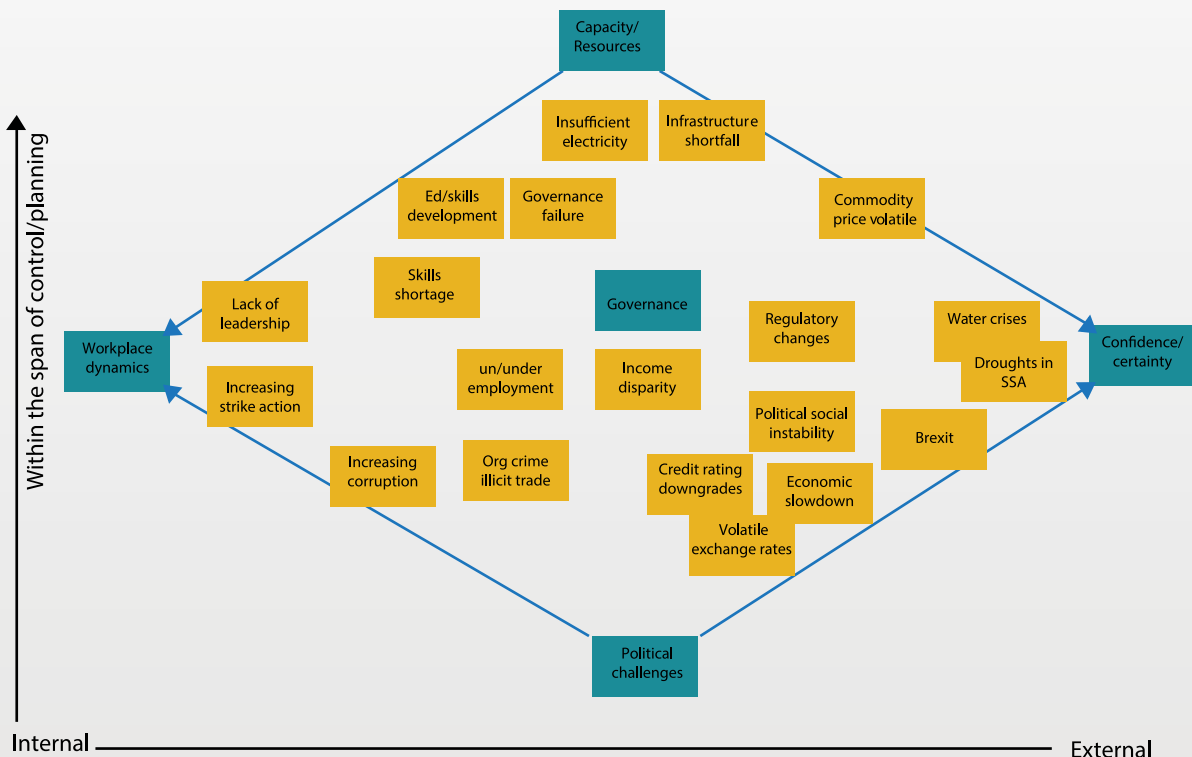 Capacity/
Resources
Insufficient
electricity
Infrastructure
shortfall
Ed/skills
development
Governance
failure
Commodity
price volatile
Within the span of control/planning
Skills
shortage
Governance
Lack of
leadership
Regulatory
changes
Water crises
Workplace
dynamics
Confidence/
certainty
Droughts in
SSA
un/under
employment
Income
disparity
Increasing
strike action
Political social
instability
Brexit
Increasing
corruption
Org crime
illicit trade
Credit rating
downgrades
Economic
slowdown
Volatile
exchange rates
Political
challenges
Internal
External